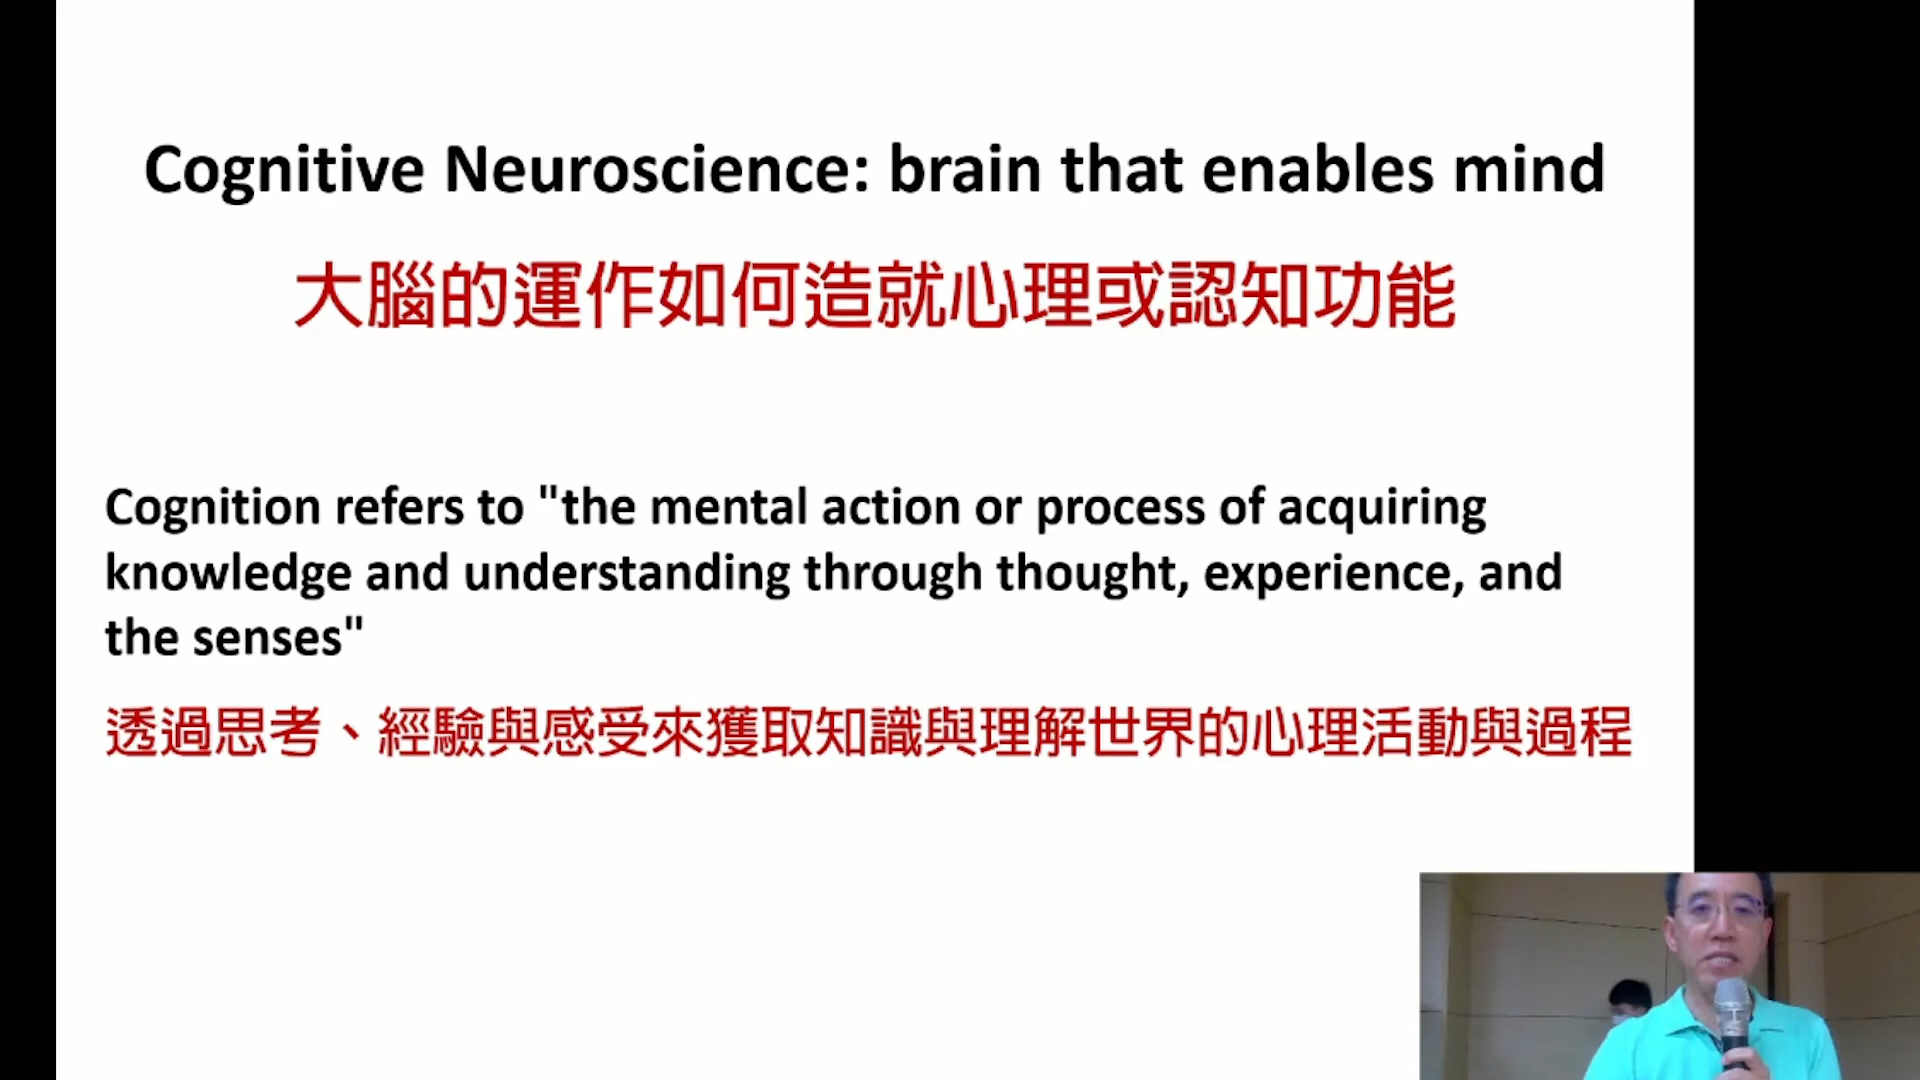 Cognitive Neuroscience: brain that enables mind
大腦的運作如何造就心理或認知功能
Cognition refers to "the mental action or process of acquiring
knowledge and understanding through thought, experience, and
the senses"
透過思考、經驗與感受來獲取知識與理解世界的心理活動與過程